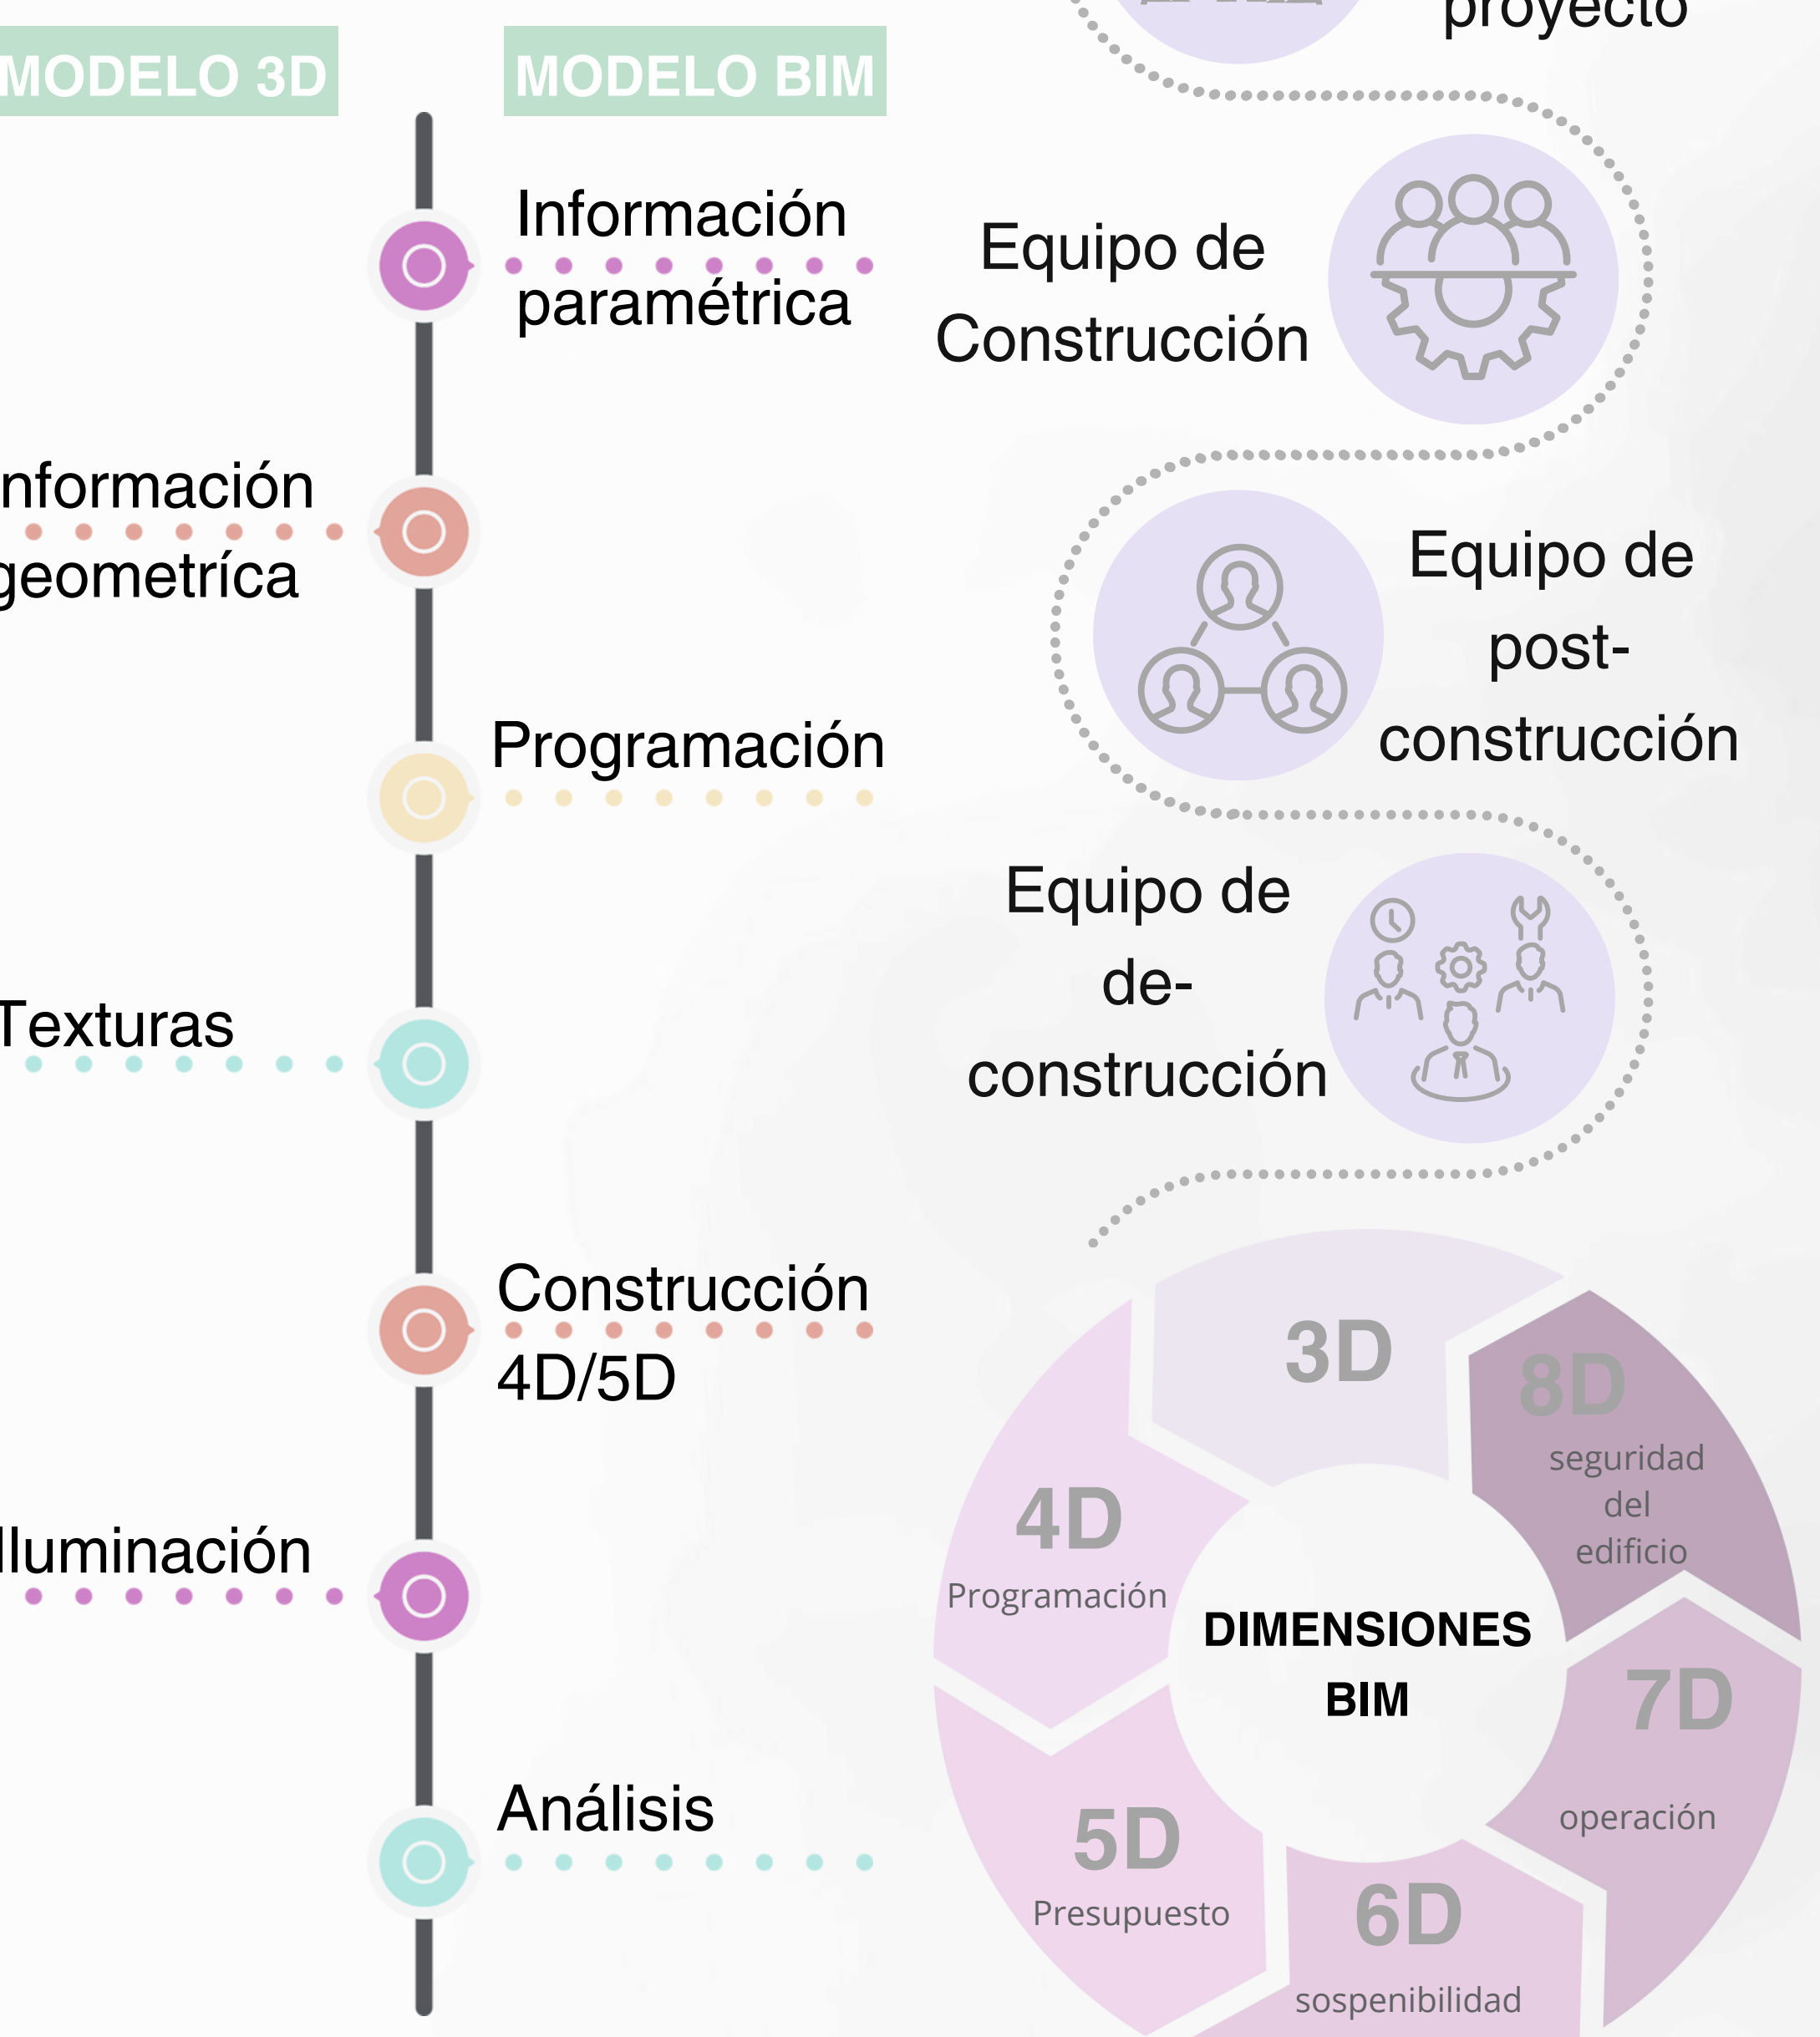 MODELO 3D
MODELO BIM
Información
paramétrica
nformación
geometríca
Programación
Texturas
Construcción
4D/5D
Iluminación
Análisis
proyecto
Equipo de
Construcción
Equipo de
post-
construcción
Equipo de
de-
construcción
3D
8D
seguridad
del
edificio
4D
Programación
DIMENSIONES
BIM
7D
operación
5D
Presupuesto
6D
sospenibilidad